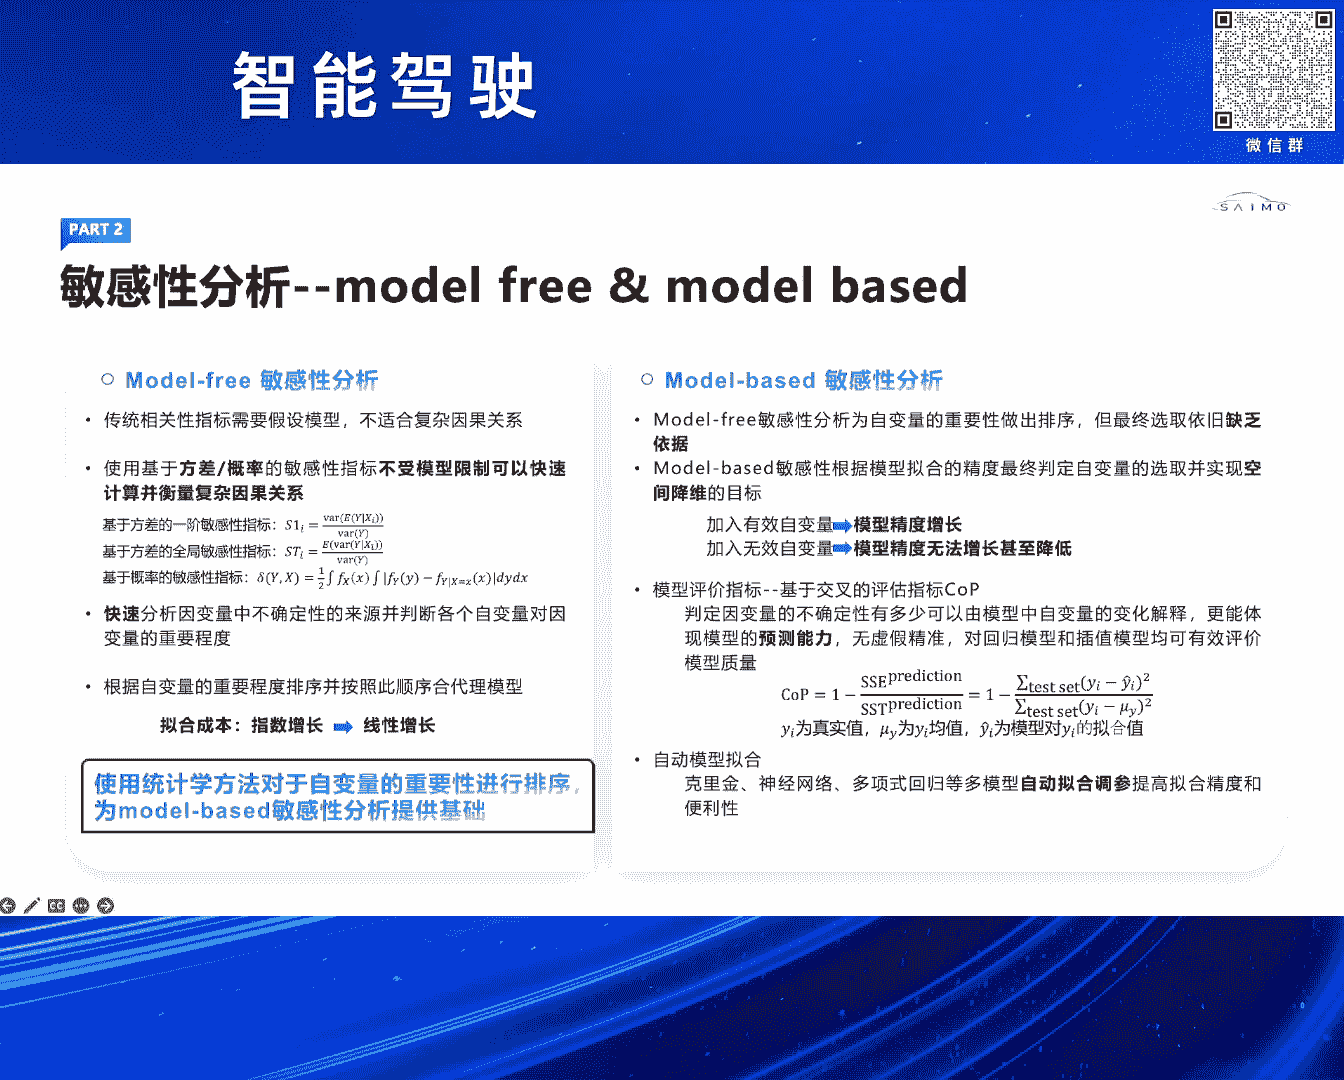 智能驾驶
微信群
SAIMO
PART 2
敏感性分析--model free & model based
Model-free 敏感性分析
• 传统相关性指标需要假设模型，不适合复杂因果关系
• 使用基于方差/概率的敏感性指标不受模型限制可以快速
计算并衡量复杂因果关系
基于方差的一阶敏感性指标：S1_i = var(E(Y|X_i)) / var(Y)
基于方差的全局敏感性指标：ST_i = E(var(Y|X_i)) / var(Y)
基于概率的敏感性指标：δ(Y, X) = 1/2 ∫ f_X(x) ∫ |f_Y(y) − f_{Y|X=x}(x)|dydx
• 快速分析因变量中不确定性的来源并判断各个自变量对因
变量的重要程度
• 根据自变量的重要程度排序并按照此顺序合代理模型
拟合成本：指数增长 ➡ 线性增长
使用统计学方法对于自变量的重要性进行排序，
为model-based敏感性分析提供基础
Model-based 敏感性分析
• Model-free敏感性分析为自变量的重要性做出排序，但最终选取依旧缺乏
依据
• Model-based敏感性根据模型拟合的精度最终判定自变量的选取并实现空
间降维的目标
加入有效自变量➡模型精度增长
加入无效自变量➡模型精度无法增长甚至降低
• 模型评价指标--基于交叉的评估指标CoP
判定因变量的不确定性有多少可以由模型中自变量的变化解释，更能体
现模型的预测能力，无虚假精准，对回归模型和插值模型均可有效评价
模型质量
CoP = 1 − SSE^prediction / SST^prediction = 1 − ∑_test set(y_i − ŷ_i)² / ∑_test set(y_i − μ_y)²
y_i为真实值，μ_y为y_i均值，ŷ_i为模型对y_i的拟合值
• 自动模型拟合
克里金、神经网络、多项式回归等多模型自动拟合调参提高拟合精度和
便利性